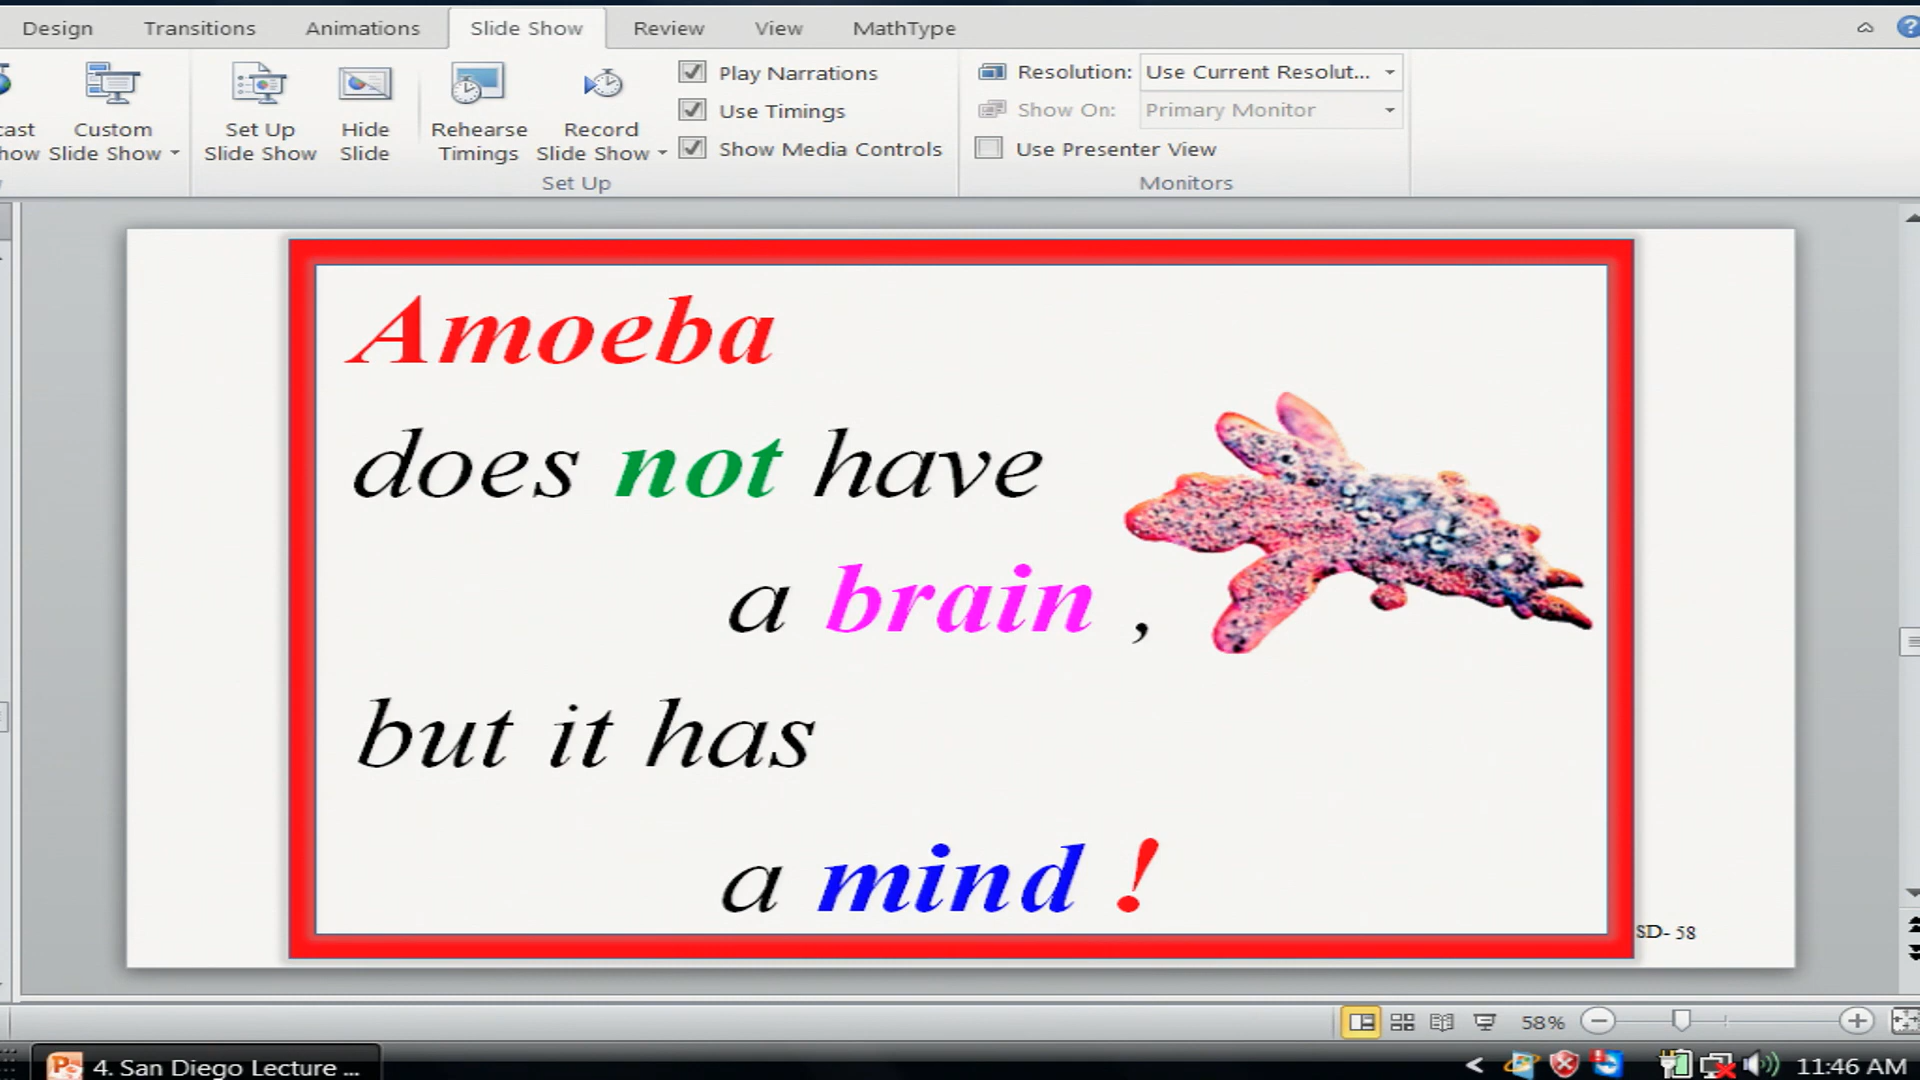 Design Transitions Animations Slide Show Review View MathType
Custom Slide Show
Set Up Slide Show
Hide Slide
Rehearse Timings
Record Slide Show
Play Narrations
Use Timings
Show Media Controls
Set Up
Resolution: Use Current Resolut...
Show On: Primary Monitor
Use Presenter View
Monitors
Amoeba
does not have
a brain ,
but it has
a mind !
SD- 58
58%
4. San Diego Lecture ...
11:46 AM